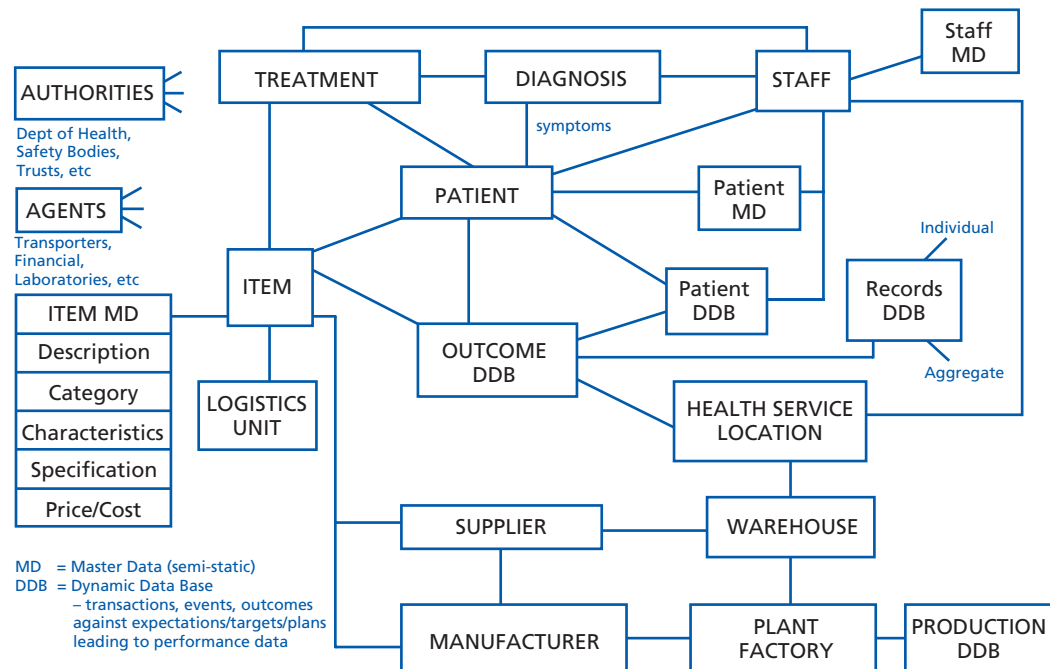 Staff
MD
TREATMENT
DIAGNOSIS
STAFF
AUTHORITIES
Dept of Health,
Safety Bodies,
Trusts, etc
symptoms
PATIENT
Patient
MD
AGENTS
Transporters,
Financial,
Laboratories, etc
Individual
ITEM
Patient
DDB
Records
DDB
ITEM MD
Description
Category
Characteristics
Specification
Price/Cost
OUTCOME
DDB
Aggregate
LOGISTICS
UNIT
HEALTH SERVICE
LOCATION
SUPPLIER
WAREHOUSE
MD = Master Data (semi-static)
DDB = Dynamic Data Base
– transactions, events, outcomes
against expectations/targets/plans
leading to performance data
MANUFACTURER
PLANT
FACTORY
PRODUCTION
DDB